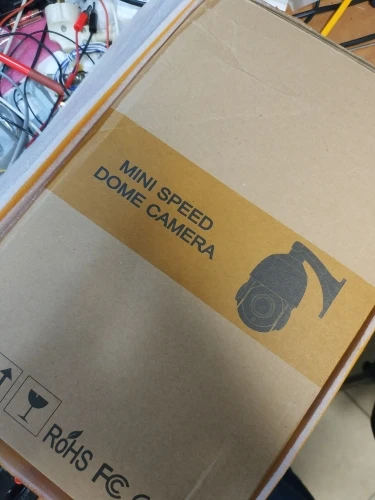 MINI SPEED
DOME CAMERA
RoHS FC